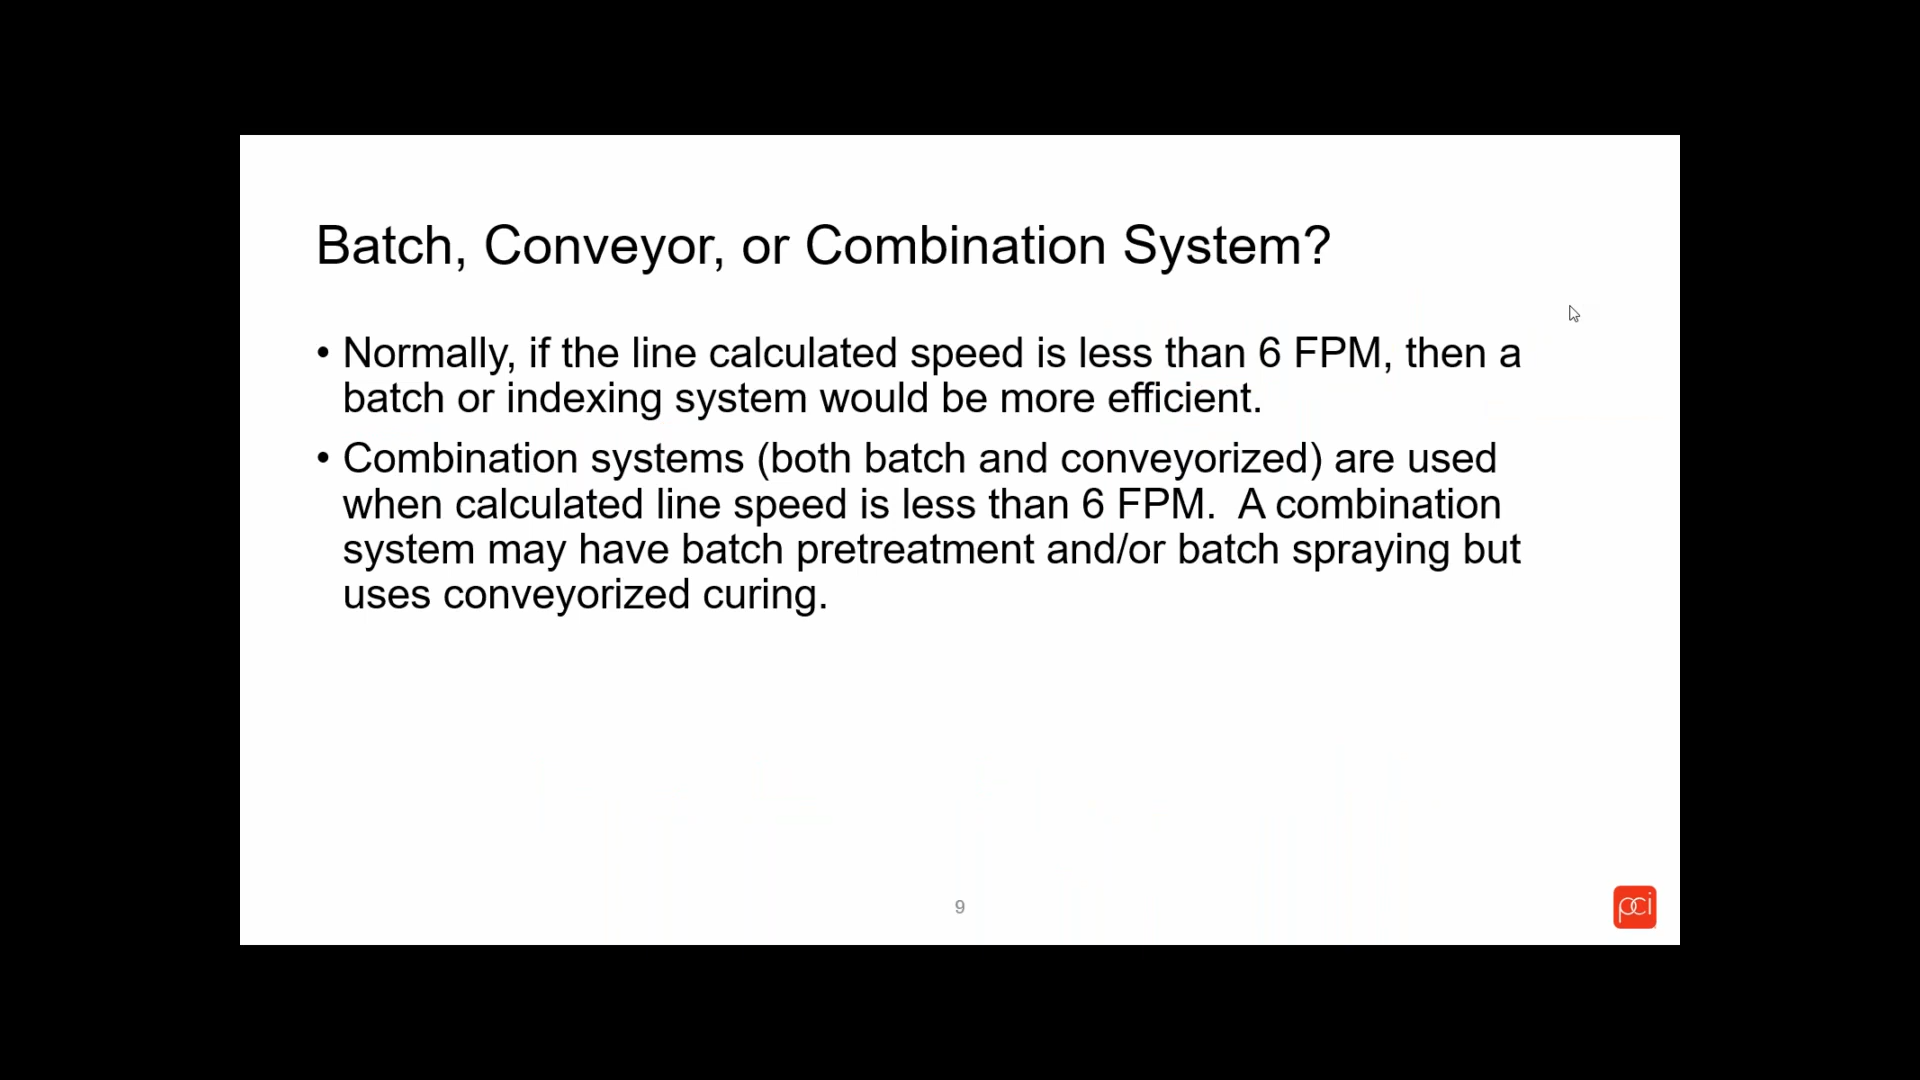 Batch, Conveyor, or Combination System?
• Normally, if the line calculated speed is less than 6 FPM, then a
batch or indexing system would be more efficient.
• Combination systems (both batch and conveyorized) are used
when calculated line speed is less than 6 FPM.  A combination
system may have batch pretreatment and/or batch spraying but
uses conveyorized curing.
9
pci